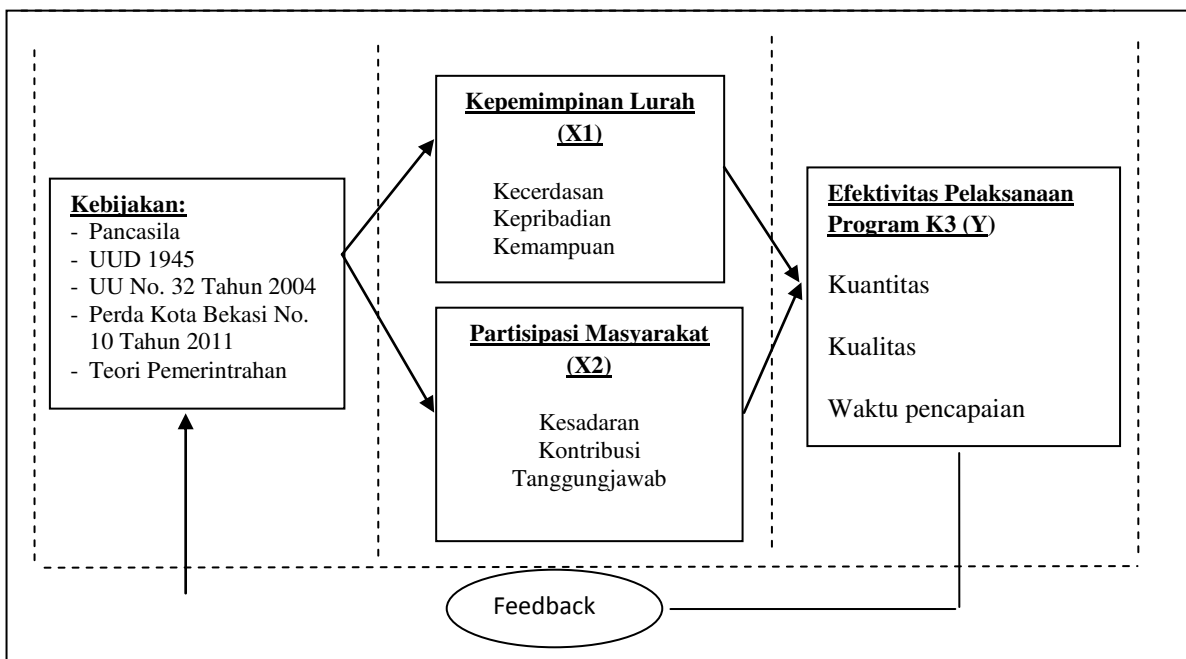 Kebijakan:
- Pancasila
- UUD 1945
- UU No. 32 Tahun 2004
- Perda Kota Bekasi No.
10 Tahun 2011
- Teori Pemerintrahan
Kepemimpinan Lurah
(X1)
Kecerdasan
Kepribadian
Kemampuan
Partisipasi Masyarakat
(X2)
Kesadaran
Kontribusi
Tanggungjawab
Efektivitas Pelaksanaan
Program K3 (Y)
Kuantitas
Kualitas
Waktu pencapaian
Feedback